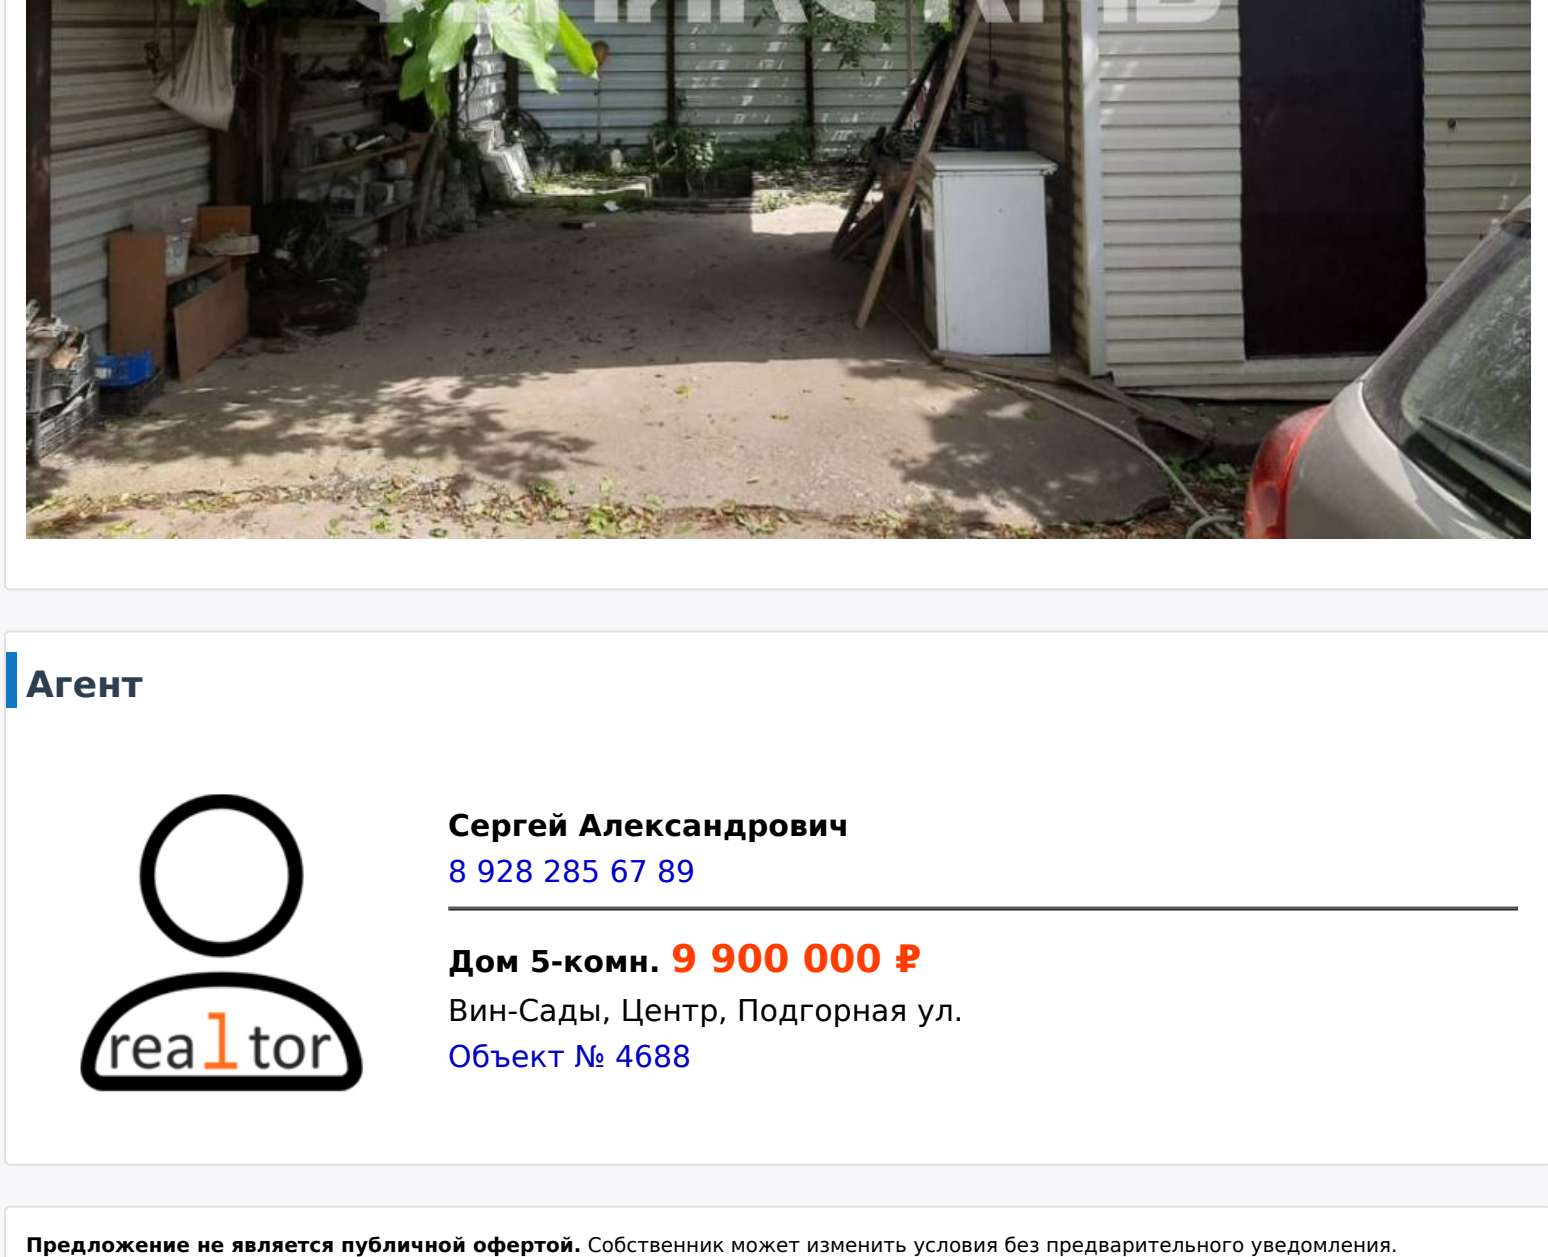 Агент
Сергей Александрович
8 928 285 67 89
Дом 5-комн. 9 900 000 ₽
Вин-Сады, Центр, Подгорная ул.
Объект № 4688
rea1tor
Предложение не является публичной офертой. Собственник может изменить условия без предварительного уведомления.